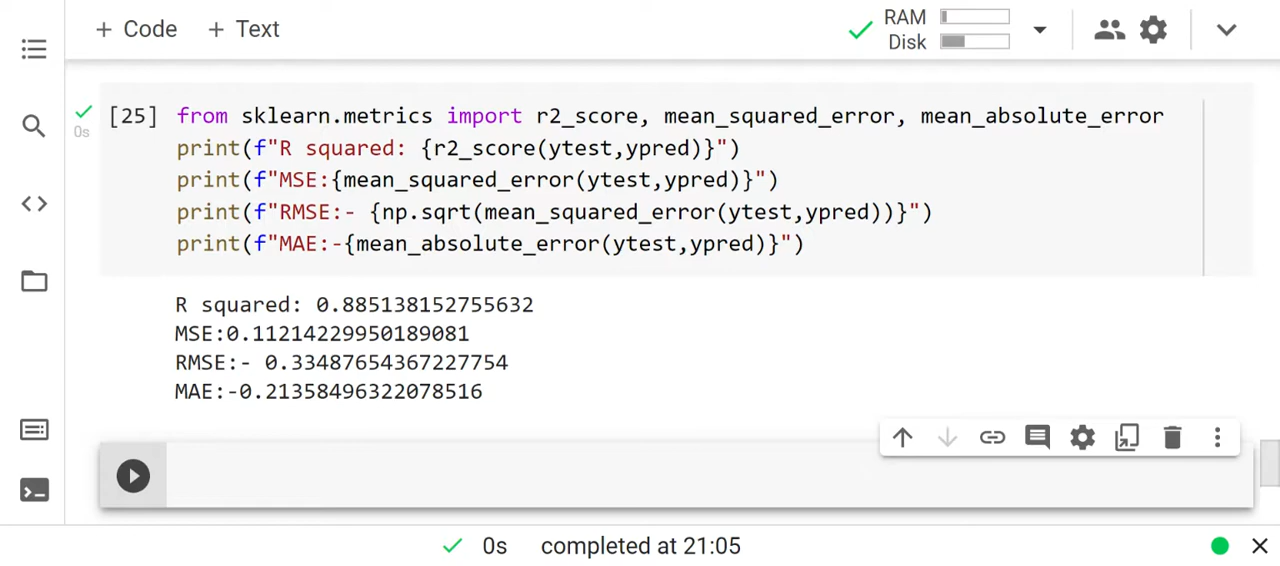 + Code + Text
RAM
Disk
0s
[25] from sklearn.metrics import r2_score, mean_squared_error, mean_absolute_error
print(f"R squared: {r2_score(ytest,ypred)}")
print(f"MSE:{mean_squared_error(ytest,ypred)}")
print(f"RMSE:- {np.sqrt(mean_squared_error(ytest,ypred))}")
print(f"MAE:-{mean_absolute_error(ytest,ypred)}")
R squared: 0.885138152755632
MSE:0.11214229950189081
RMSE:- 0.33487654367227754
MAE:-0.21358496322078516
0s completed at 21:05